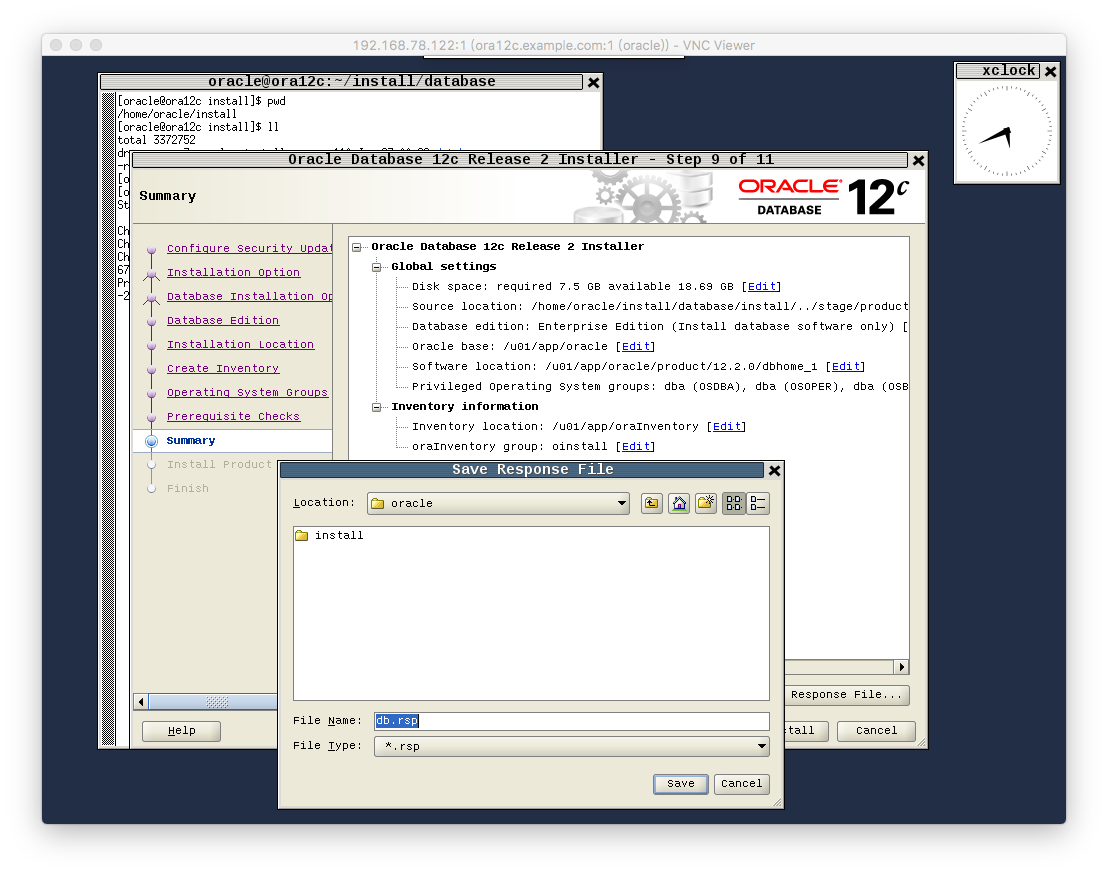 192.168.78.122:1 (ora12c.example.com:1 (oracle)) - VNC Viewer
oracle@ora12c:~/install/database
xclock
[oracle@ora12c install]$ pwd
/home/oracle/install
[oracle@ora12c install]$ ll
total 3372752
Oracle Database 12c Release 2 Installer - Step 9 of 11
Summary
ORACLE
DATABASE
12c
Configure Security Updat
Installation Option
Database Installation Op
Database Edition
Installation Location
Create Inventory
Operating System Groups
Prerequisite Checks
Summary
Install Product
Finish
Oracle Database 12c Release 2 Installer
Global settings
Disk space: required 7.5 GB available 18.69 GB [Edit]
Source location: /home/oracle/install/database/install/../stage/product
Database edition: Enterprise Edition (Install database software only) [
Oracle base: /u01/app/oracle [Edit]
Software location: /u01/app/oracle/product/12.2.0/dbhome_1 [Edit]
Privileged Operating System groups: dba (OSDBA), dba (OSOPER), dba (OSB
Inventory information
Inventory location: /u01/app/oraInventory [Edit]
oraInventory group: oinstall [Edit]
Save Response File
Location:
oracle
install
File Name:
db.rsp
File Type:
*.rsp
Save
Cancel
Response File...
Help
tall
Cancel